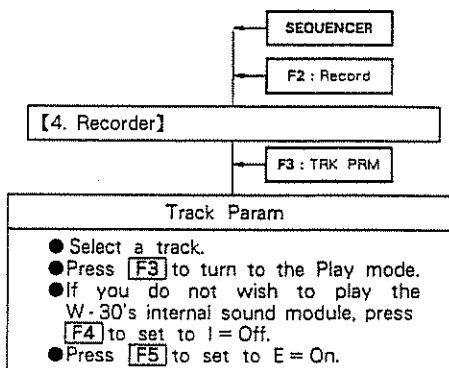 SEQUENCER
F2 : Record
【4. Recorder】
F3 : TRK PRM
Track Param
●Select a track.
●Press F3 to turn to the Play mode.
●If you do not wish to play the
W-30's internal sound module, press
F4 to set to I = Off.
●Press F5 to set to E = On.